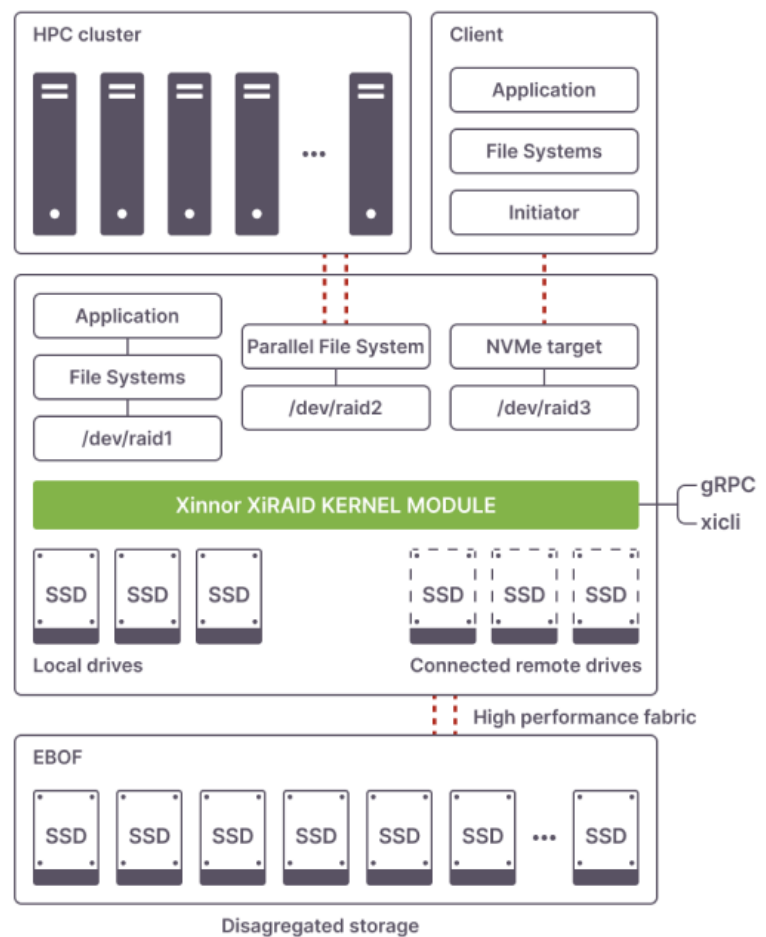 HPC cluster
...
Client
Application
File Systems
Initiator
Application
File Systems
/dev/raid1
Parallel File System
/dev/raid2
NVMe target
/dev/raid3
Xinnor XiRAID KERNEL MODULE
gRPC
xicli
SSD
SSD
SSD
Local drives
SSD
SSD
SSD
Connected remote drives
High performance fabric
EBOF
SSD
SSD
SSD
SSD
SSD
SSD
...
SSD
Disagregated storage